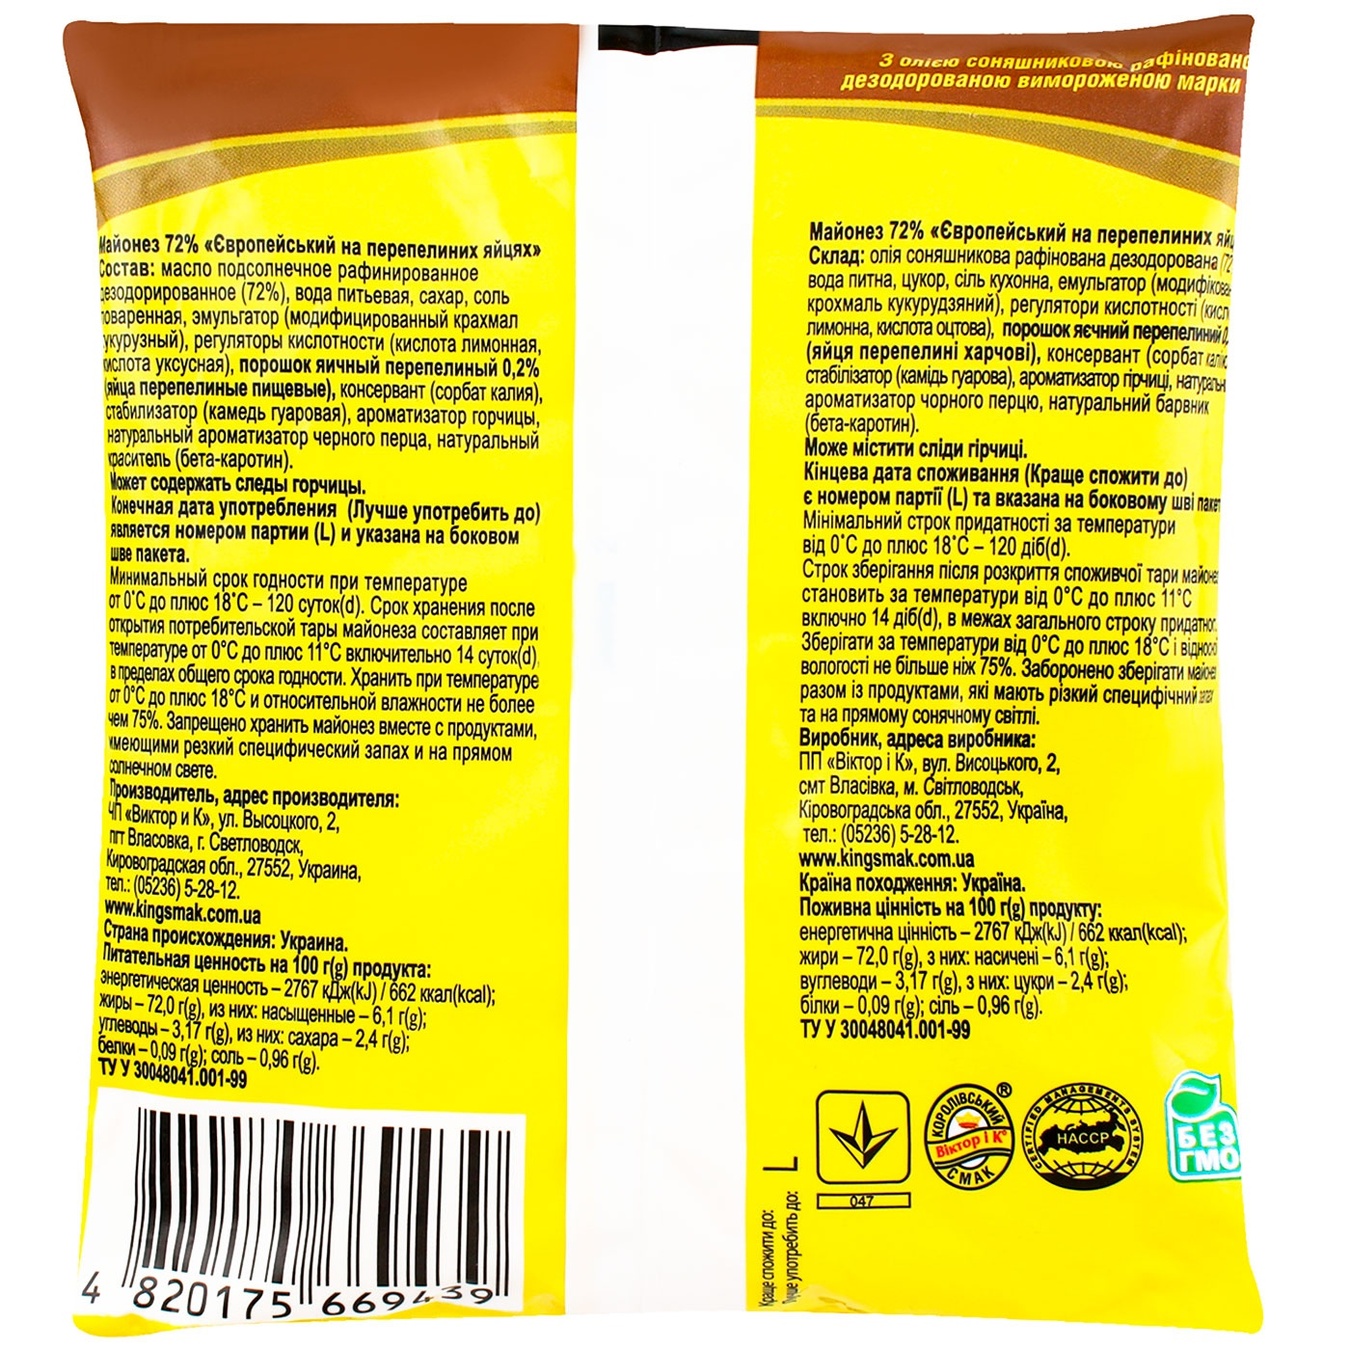 З олією соняшниковою рафіновано
дезодорованою вимороженою марки
Майонез 72% «Європейський на перепелиних яйцях»
Состав: масло подсолнечное рафинированное
дезодорированное (72%), вода питьевая, сахар, соль
поваренная, эмульгатор (модифицированный крахмал
кукурузный), регуляторы кислотности (кислота лимонная,
кислота уксусная), порошок яичный перепелиный 0,2%
(яйца перепелиные пищевые), консервант (сорбат калия),
стабилизатор (камедь гуаровая), ароматизатор горчицы,
натуральный ароматизатор черного перца, натуральный
краситель (бета-каротин).
Может содержать следы горчицы.
Конечная дата употребления (Лучше употребить до)
является номером партии (L) и указана на боковом
шве пакета.
Минимальный срок годности при температуре
от 0˚С до плюс 18˚С – 120 суток(d). Срок хранения после
открытия потребительской тары майонеза составляет при
температуре от 0°С до плюс 11°С включительно 14 суток(d),
в пределах общего срока годности. Хранить при температуре
от 0°С до плюс 18°С и относительной влажности не более
чем 75%. Запрещено хранить майонез вместе с продуктами,
имеющими резкий специфический запах и на прямом
солнечном свете.
Производитель, адрес производителя:
ЧП «Виктор и К», ул. Высоцкого, 2,
пгт Власовка, г. Светловодск,
Кировоградская обл., 27552, Украина,
тел.: (05236) 5-28-12.
www.kingsmak.com.ua
Страна происхождения: Украина.
Питательная ценность на 100 г(g) продукта:
энергетическая ценность – 2767 кДж(kJ) / 662 ккал(kcal);
жиры – 72,0 г(g), из них: насыщенные – 6,1 г(g);
углеводы – 3,17 г(g), из них: сахара – 2,4 г(g);
белки – 0,09 г(g); соль – 0,96 г(g).
ТУ У 30048041.001-99
4 820175 669439
Майонез 72% «Європейський на перепелиних яйц
Склад: олія соняшникова рафінована дезодорована (72
вода питна, цукор, сіль кухонна, емульгатор (модифікован
крохмаль кукурудзяний), регулятори кислотності (кисл
лимонна, кислота оцтова), порошок яєчний перепелиний 0,
(яйця перепелині харчові), консервант (сорбат калію
стабілізатор (камідь гуарова), ароматизатор гірчиці, натуральн
ароматизатор чорного перцю, натуральний барвник
(бета-каротин).
Може містити сліди гірчиці.
Кінцева дата споживання (Краще спожити до)
є номером партії (L) та вказана на боковому шві пакет
Мінімальний строк придатності за температури
від 0˚С до плюс 18˚С – 120 діб(d).
Строк зберігання після розкриття споживчої тари майонез
становить за температури від 0°С до плюс 11°С
включно 14 діб(d), в межах загального строку придатнос
Зберігати за температури від 0°С до плюс 18°С і відносній
вологості не більше ніж 75%. Заборонено зберігати майонез
разом із продуктами, які мають різкий специфічний запах
та на прямому сонячному світлі.
Виробник, адреса виробника:
ПП «Віктор і К», вул. Висоцького, 2,
смт Власівка, м. Світловодськ,
Кіровоградська обл., 27552, Україна,
тел.: (05236) 5-28-12.
www.kingsmak.com.ua
Країна походження: Україна.
Поживна цінність на 100 г(g) продукту:
енергетична цінність – 2767 кДж(kJ) / 662 ккал(kcal);
жири – 72,0 г(g), з них: насичені – 6,1 г(g);
вуглеводи – 3,17 г(g), з них: цукри – 2,4 г(g);
білки – 0,09 г(g); сіль – 0,96 г(g).
ТУ У 30048041.001-99
047
КОРОЛІВСЬКИЙ
Віктор і К®
СМАК
®
CERTIFIED MANAGEMENTS SYSTEM
HACCP
БЕЗ
ГМО
Краще спожити до:
Лучше употребить до:
L